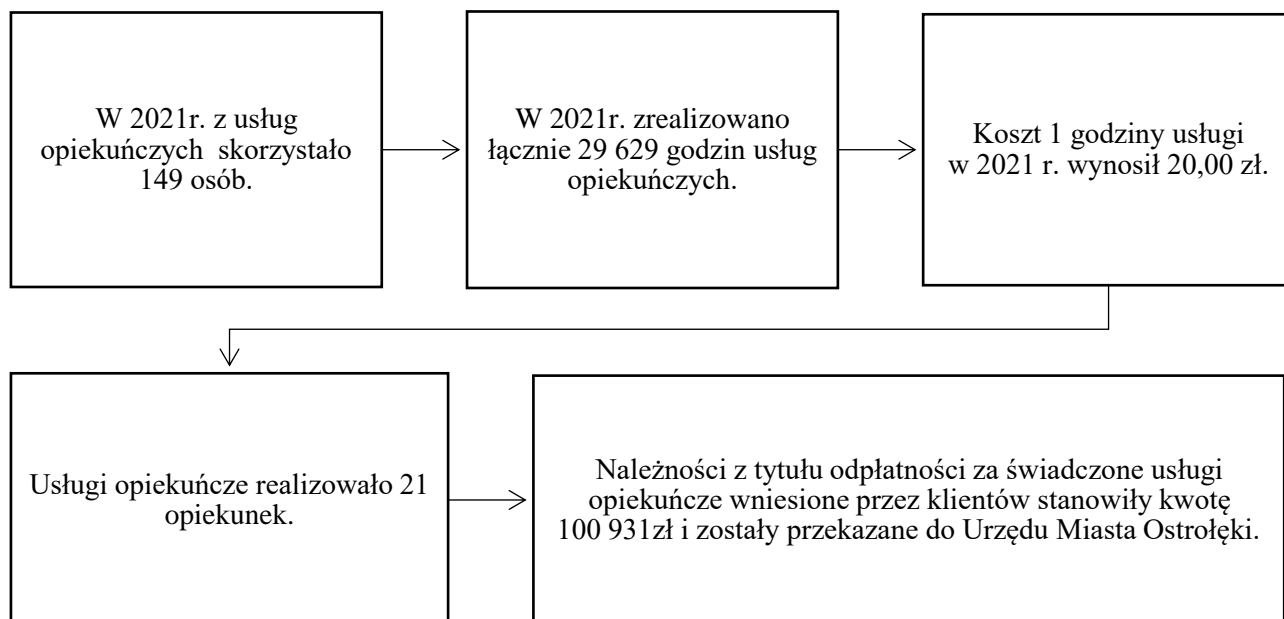 W 2021r. z usług
opiekuńczych skorzystało
149 osób.
W 2021r. zrealizowano
łącznie 29 629 godzin usług
opiekuńczych.
Koszt 1 godziny usługi
w 2021 r. wynosił 20,00 zł.
Usługi opiekuńcze realizowało 21
opiekunek.
Należności z tytułu odpłatności za świadczone usługi
opiekuńcze wniesione przez klientów stanowiły kwotę
100 931zł i zostały przekazane do Urzędu Miasta Ostrołęki.